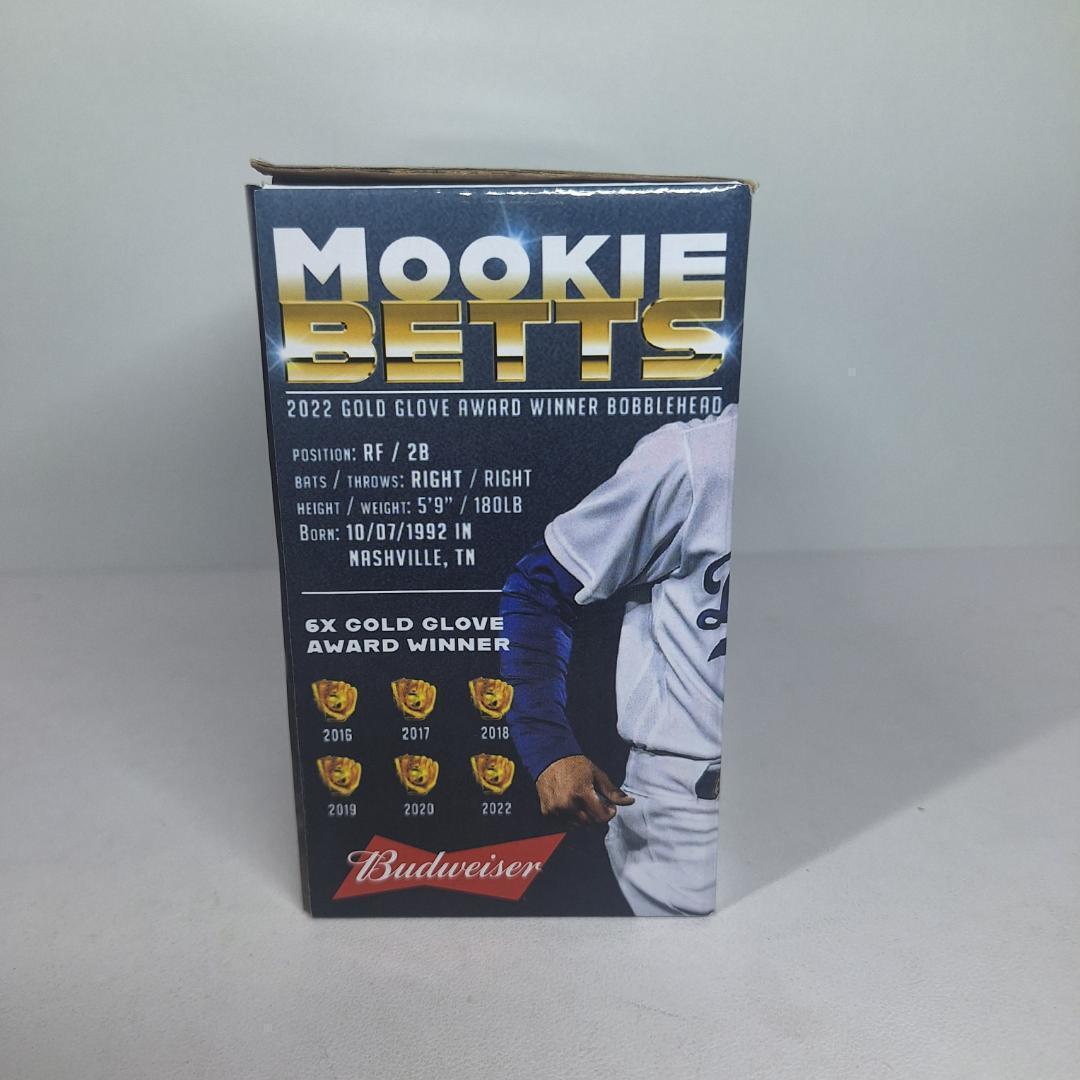 MOOKIE
BETTS
2022 GOLD GLOVE AWARD WINNER BOBBLEHEAD
POSITION: RF / 2B
BATS / THROWS: RIGHT / RIGHT
HEIGHT / WEIGHT: 5'9" / 180LB
BORN: 10/07/1992 IN
NASHVILLE, TN
6X GOLD GLOVE
AWARD WINNER
2016 2017 2018
2019 2020 2022
Budweiser